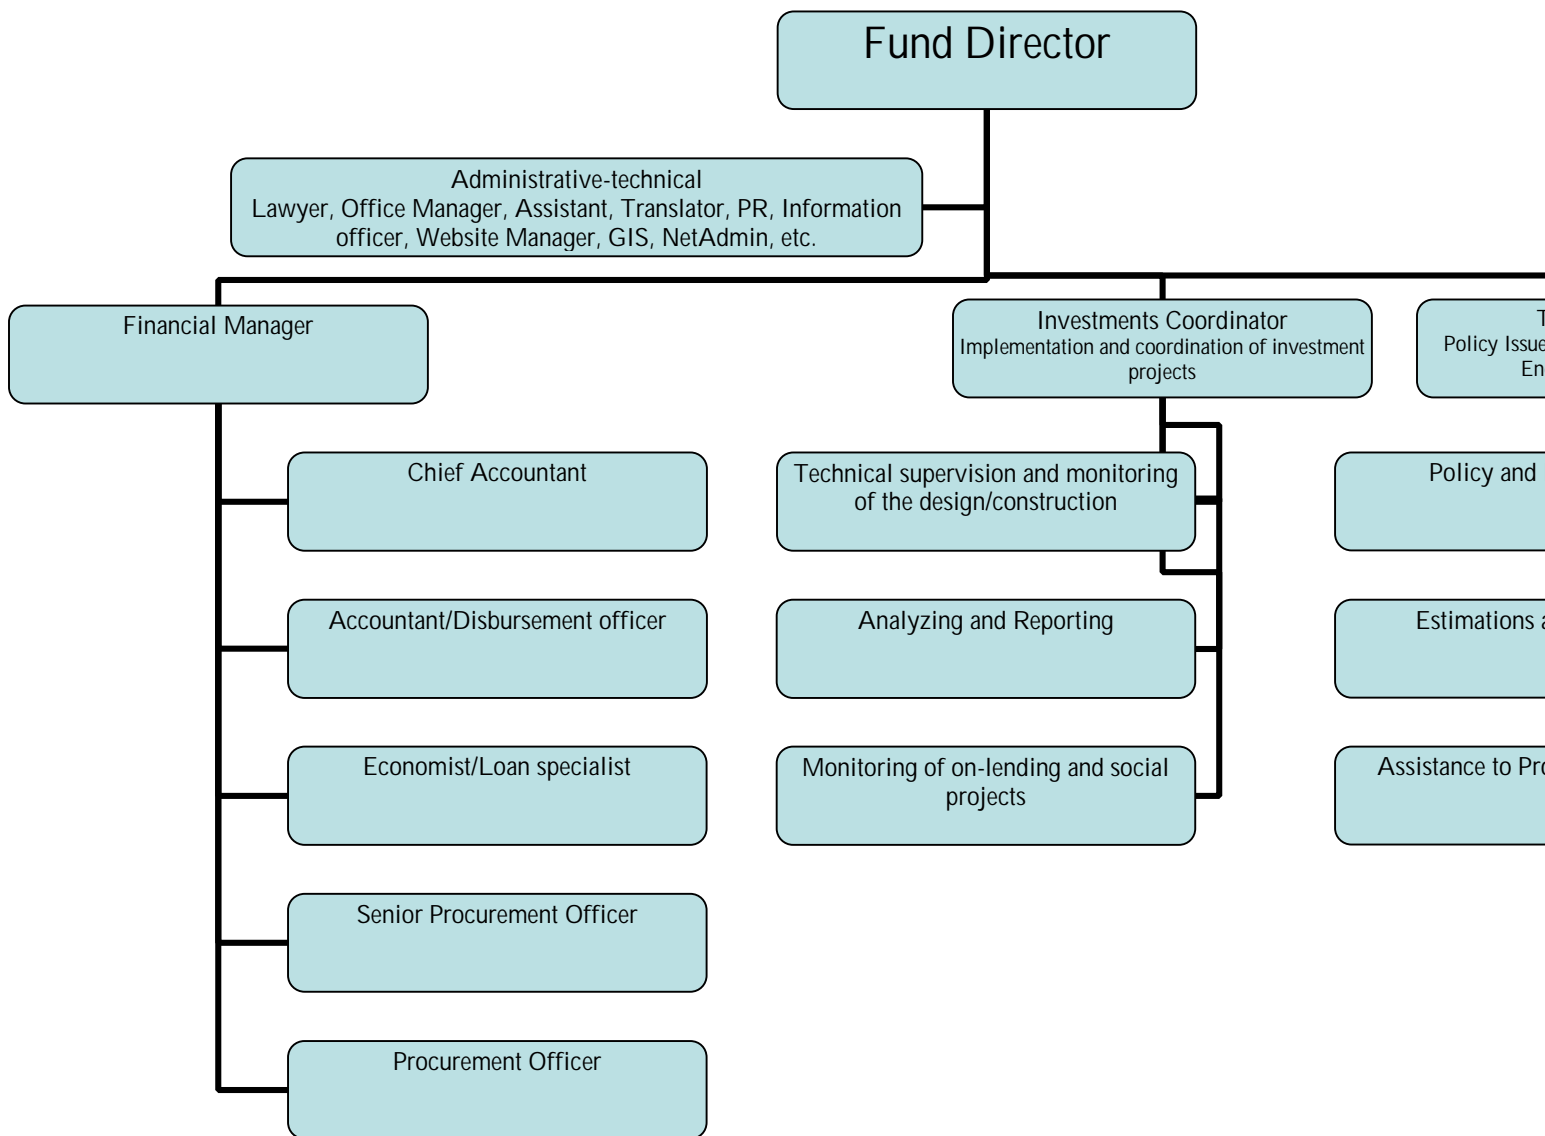 Fund Director
Administrative-technical
Lawyer, Office Manager, Assistant, Translator, PR, Information
officer, Website Manager, GIS, NetAdmin, etc.
Financial Manager
Investments Coordinator
Implementation and coordination of investment
projects
Policy
Chief Accountant
Technical supervision and monitoring
of the design/construction
Policy and
Accountant/Disbursement officer
Analyzing and Reporting
Estimations
Economist/Loan specialist
Monitoring of on-lending and social
projects
Assistance to
Senior Procurement Officer
Procurement Officer